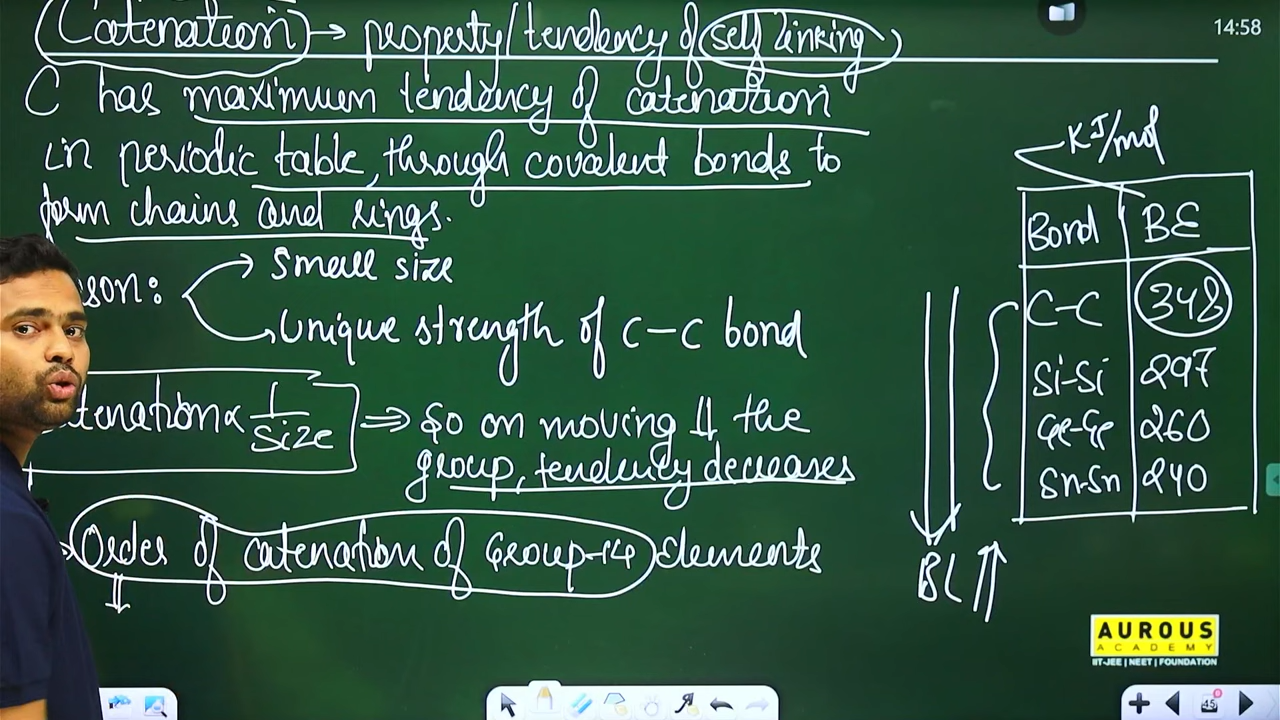 Catenation → property/tendency of self linking
14:58
C has maximum tendency of catenation
in periodic table, through covalent bonds to
form chains and rings.
son: → Small size
→ Unique strength of C-C bond
tenation ∝ 1/Size ⇒ So on moving ⇓ the
group, tendency decreases
Order of catenation of Group-14 Elements
⇓
KJ/mol
Bond BE
C-C 348
Si-Si 297
Ge-Ge 260
Sn-Sn 240
BL ⇑
AUROUS
ACADEMY
IIT-JEE | NEET | FOUNDATION
45